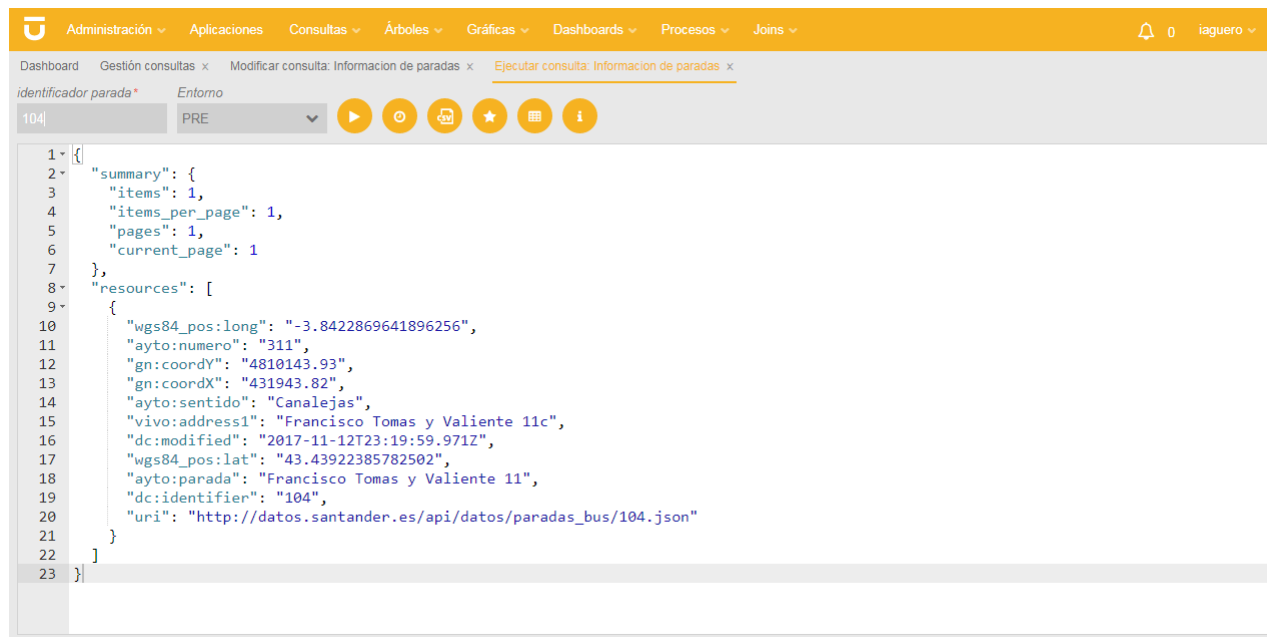 Administración Aplicaciones Consultas Árboles Gráficas Dashboards Procesos Joins 0 iaguero
Dashboard Gestión consultas x Modificar consulta: Informacion de paradas x Ejecutar consulta: Informacion de paradas x
identificador parada* Entorno
104 PRE CSV i
1 {
2 "summary": {
3 "items": 1,
4 "items_per_page": 1,
5 "pages": 1,
6 "current_page": 1
7 },
8 "resources": [
9 {
10 "wgs84_pos:long": "-3.8422869641896256",
11 "ayto:numero": "311",
12 "gn:coordY": "4810143.93",
13 "gn:coordX": "431943.82",
14 "ayto:sentido": "Canalejas",
15 "vivo:address1": "Francisco Tomas y Valiente 11c",
16 "dc:modified": "2017-11-12T23:19:59.971Z",
17 "wgs84_pos:lat": "43.43922385782502",
18 "ayto:parada": "Francisco Tomas y Valiente 11",
19 "dc:identifier": "104",
20 "uri": "http://datos.santander.es/api/datos/paradas_bus/104.json"
21 }
22 ]
23 }